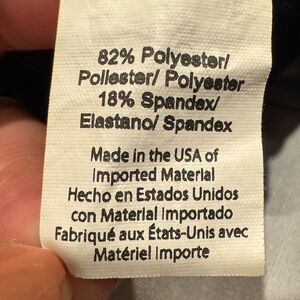 82% Polyester/
Poliester/ Polyester
18% Spandex/
Elastano/ Spandex
Made in the USA of
Imported Material
Hecho en Estados Unidos
con Material Importado
Fabriqué aux États-Unis avec
Matériel Importe